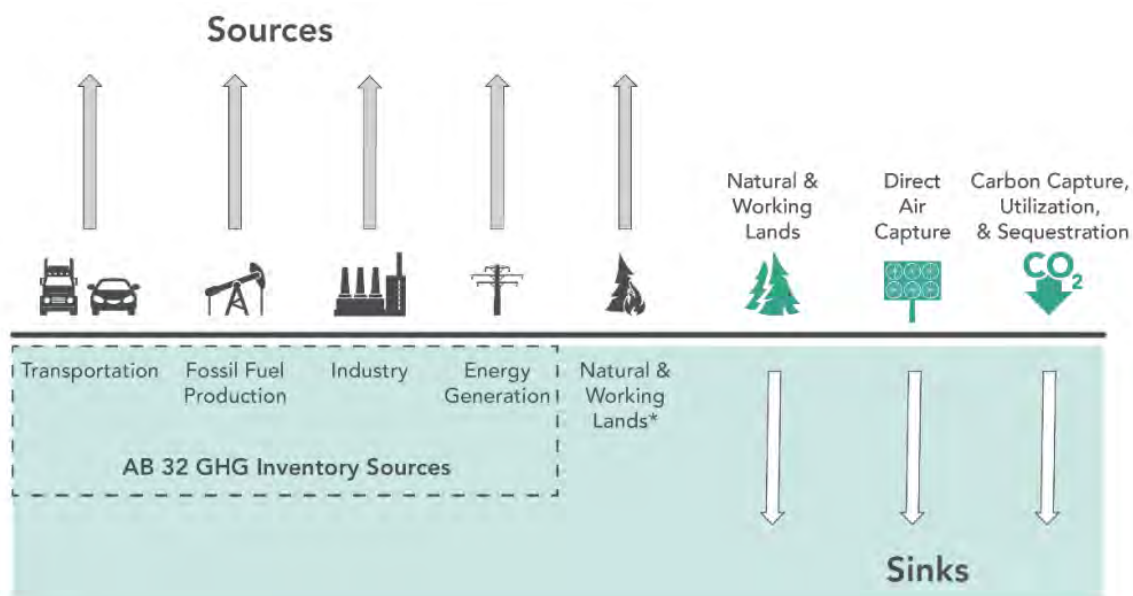 Sources
Natural &
Working
Lands
Direct
Air
Capture
Carbon Capture,
Utilization,
& Sequestration
CO2
Transportation
Fossil Fuel
Production
Industry
Energy
Generation
Natural &
Working
Lands*
AB 32 GHG Inventory Sources
Sinks